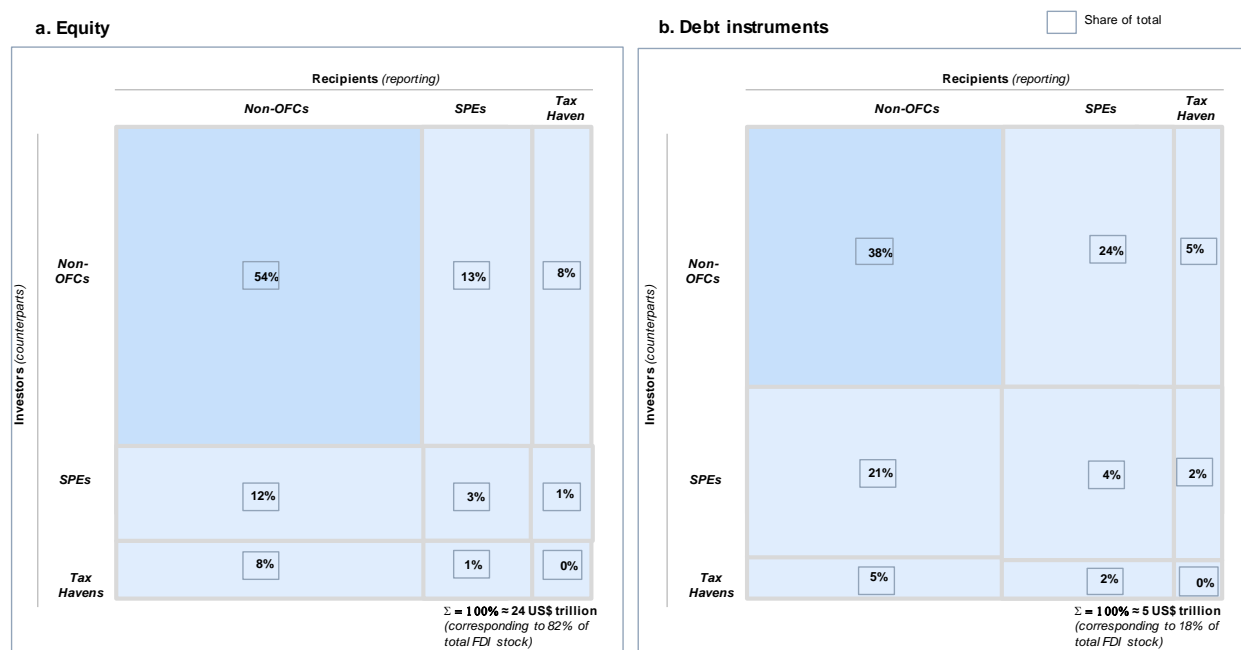 a. Equity
Recipients (reporting)
Non-OFCs
SPEs
Tax
Haven
Investors (counterparts)
Non-
OFCs
54%
13%
8%
SPEs
12%
3%
1%
Tax
Havens
8%
1%
0%
Σ = 100% ≈ 24 US$ trillion
(corresponding to 82% of
total FDI stock)
b. Debt instruments
Share of total
Recipients (reporting)
Non-OFCs
SPEs
Tax
Haven
Investors (counterparts)
Non-
OFCs
38%
24%
5%
SPEs
21%
4%
2%
Tax
Havens
5%
2%
0%
Σ = 100% ≈ 5 US$ trillion
(corresponding to 18% of
total FDI stock)